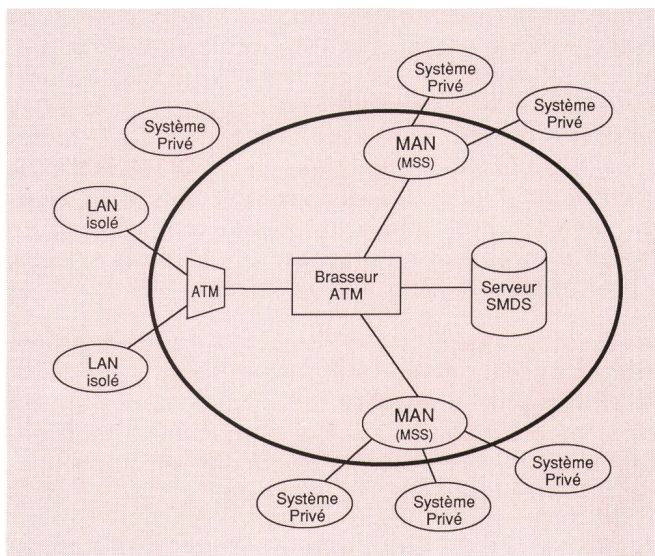 Système
Privé
Système
Privé
Système
Privé
MAN
(MSS)
LAN
isolé
ATM
Brasseur
ATM
Serveur
SMDS
LAN
isolé
MAN
(MSS)
Système
Privé
Système
Privé
Système
Privé